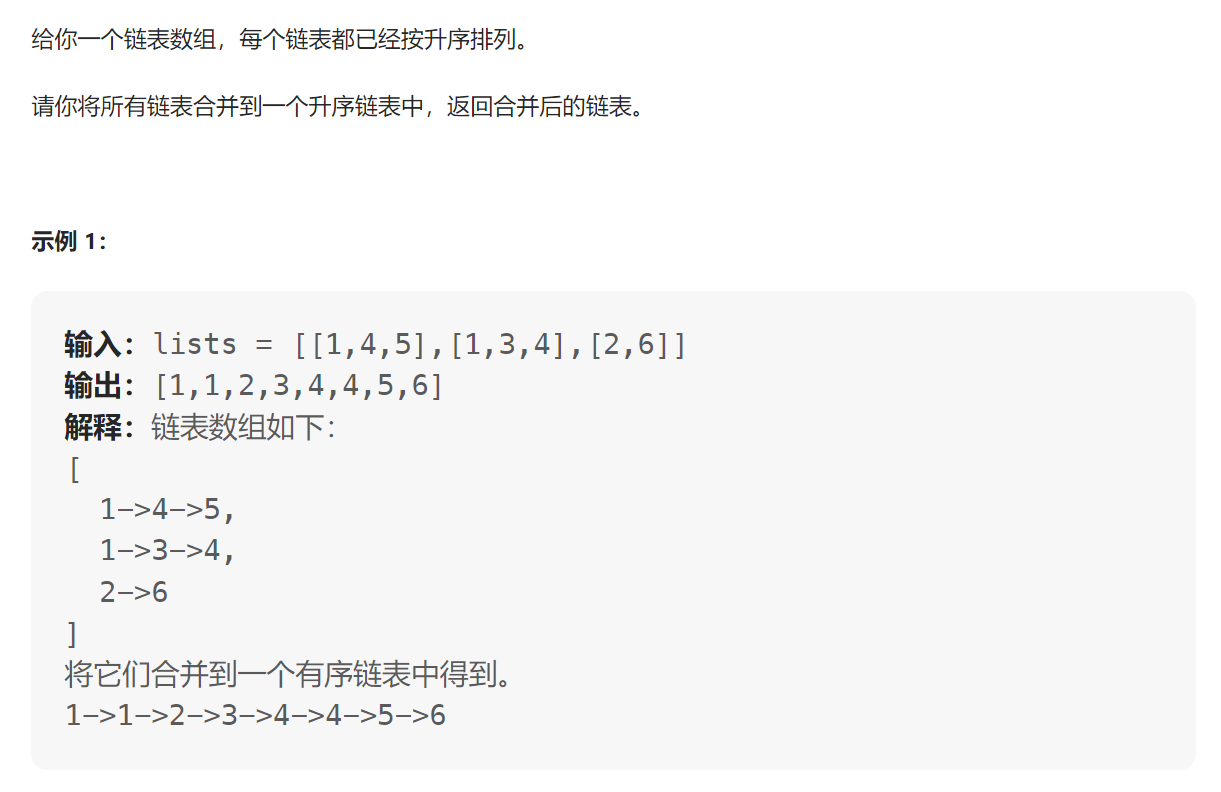 给你一个链表数组，每个链表都已经按升序排列。
请你将所有链表合并到一个升序链表中，返回合并后的链表。
示例 1：
输入：lists = [[1,4,5],[1,3,4],[2,6]]
输出：[1,1,2,3,4,4,5,6]
解释：链表数组如下：
[
  1->4->5,
  1->3->4,
  2->6
]
将它们合并到一个有序链表中得到。
1->1->2->3->4->4->5->6